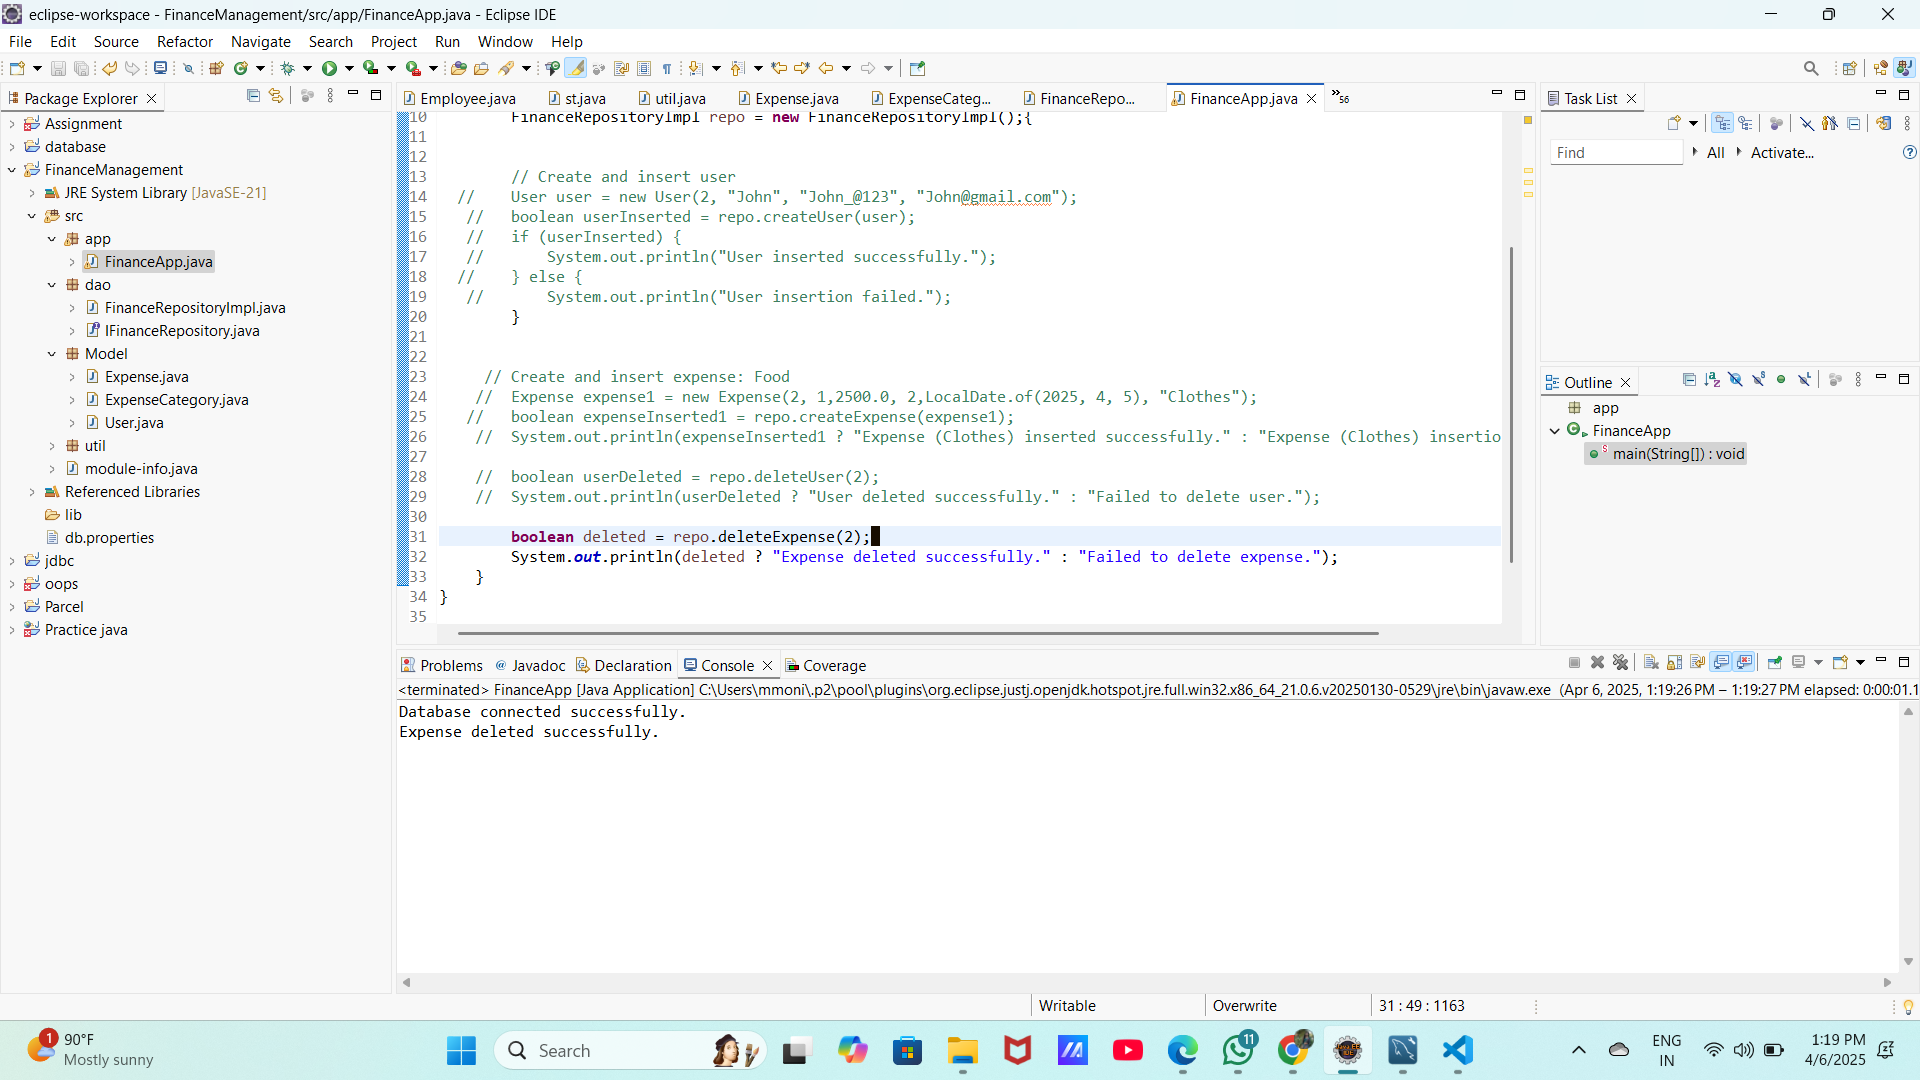 eclipse-workspace - FinanceManagement/src/app/FinanceApp.java - Eclipse IDE
File Edit Source Refactor Navigate Search Project Run Window Help
Package Explorer
Assignment
database
FinanceManagement
JRE System Library [JavaSE-21]
src
app
FinanceApp.java
dao
FinanceRepositoryImpl.java
IFinanceRepository.java
Model
Expense.java
ExpenseCategory.java
User.java
util
module-info.java
Referenced Libraries
lib
db.properties
jdbc
oops
Parcel
Practice java
Employee.java st.java util.java Expense.java ExpenseCateg... FinanceRepo... FinanceApp.java »56
10 FinanceRepositoryImpl repo = new FinanceRepositoryImpl();{
11
12
13 // Create and insert user
14 // User user = new User(2, "John", "John_@123", "John@gmail.com");
15 // boolean userInserted = repo.createUser(user);
16 // if (userInserted) {
17 // System.out.println("User inserted successfully.");
18 // } else {
19 // System.out.println("User insertion failed.");
20 }
21
22
23 // Create and insert expense: Food
24 // Expense expense1 = new Expense(2, 1,2500.0, 2,LocalDate.of(2025, 4, 5), "Clothes");
25 // boolean expenseInserted1 = repo.createExpense(expense1);
26 // System.out.println(expenseInserted1 ? "Expense (Clothes) inserted successfully." : "Expense (Clothes) insertio
27
28 // boolean userDeleted = repo.deleteUser(2);
29 // System.out.println(userDeleted ? "User deleted successfully." : "Failed to delete user.");
30
31 boolean deleted = repo.deleteExpense(2);
32 System.out.println(deleted ? "Expense deleted successfully." : "Failed to delete expense.");
33 }
34 }
35
Task List
Find All Activate...
Outline
app
FinanceApp
main(String[]) : void
Problems Javadoc Declaration Console Coverage
<terminated> FinanceApp [Java Application] C:\Users\mmoni\.p2\pool\plugins\org.eclipse.justj.openjdk.hotspot.jre.full.win32.x86_64_21.0.6.v20250130-0529\jre\bin\javaw.exe (Apr 6, 2025, 1:19:26 PM – 1:19:27 PM elapsed: 0:00:01.1
Database connected successfully.
Expense deleted successfully.
Writable Overwrite 31 : 49 : 1163
1
90°F
Mostly sunny
Search
11
ENG
IN
1:19 PM
4/6/2025